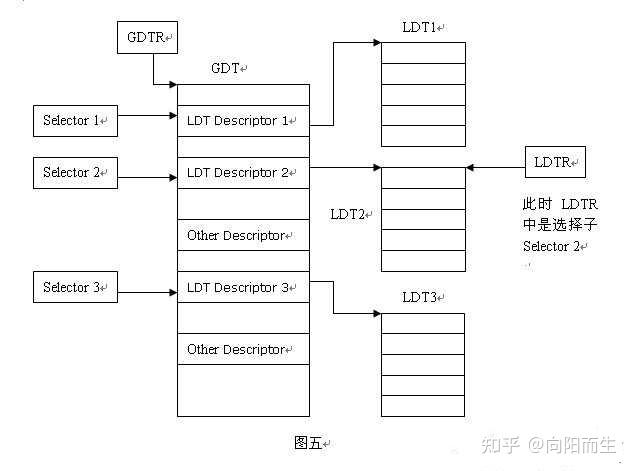 LDT1
GDTR
GDT
Selector 1
LDT Descriptor 1
Selector 2
LDT Descriptor 2
LDTR
LDT2
此时 LDTR
中是选择子
Selector 2
Other Descriptor
Selector 3
LDT Descriptor 3
LDT3
Other Descriptor
图五
知乎 @向阳而生